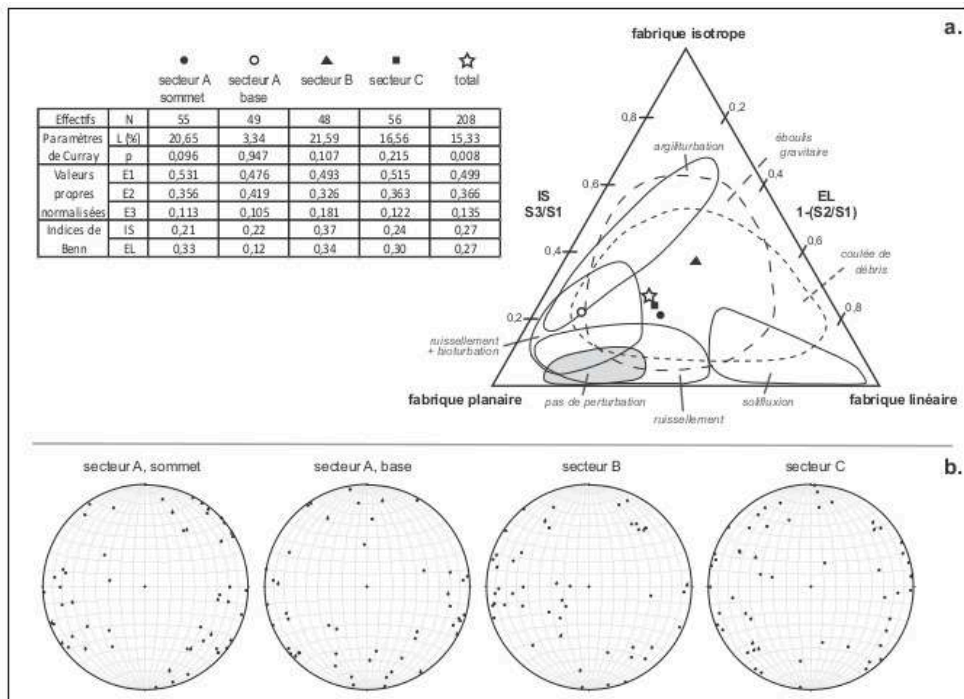 a.
● ○ ▲ ■ ☆
secteur A sommet secteur A base secteur B secteur C total
Effectifs N 55 49 48 56 208
Paramètres de Curray L (%) 20,65 3,34 21,59 16,56 15,33
p 0,096 0,947 0,107 0,215 0,008
Valeurs propres normalisées E1 0,531 0,476 0,493 0,515 0,499
E2 0,356 0,419 0,326 0,363 0,366
E3 0,113 0,105 0,181 0,122 0,135
Indices de Benn IS 0,21 0,22 0,37 0,24 0,27
EL 0,33 0,12 0,34 0,30 0,27
fabrique isotrope
0,8
0,2
argiliturbation
éboulis
gravitaire
0,6
0,4
IS
S3/S1
EL
1-(S2/S1)
0,4
0,6
coulée de
débris
0,2
0,8
ruissellement
+ bioturbation
fabrique planaire
pas de perturbation
ruissellement
solifluxion
fabrique linéaire
b.
secteur A, sommet
secteur A, base
secteur B
secteur C